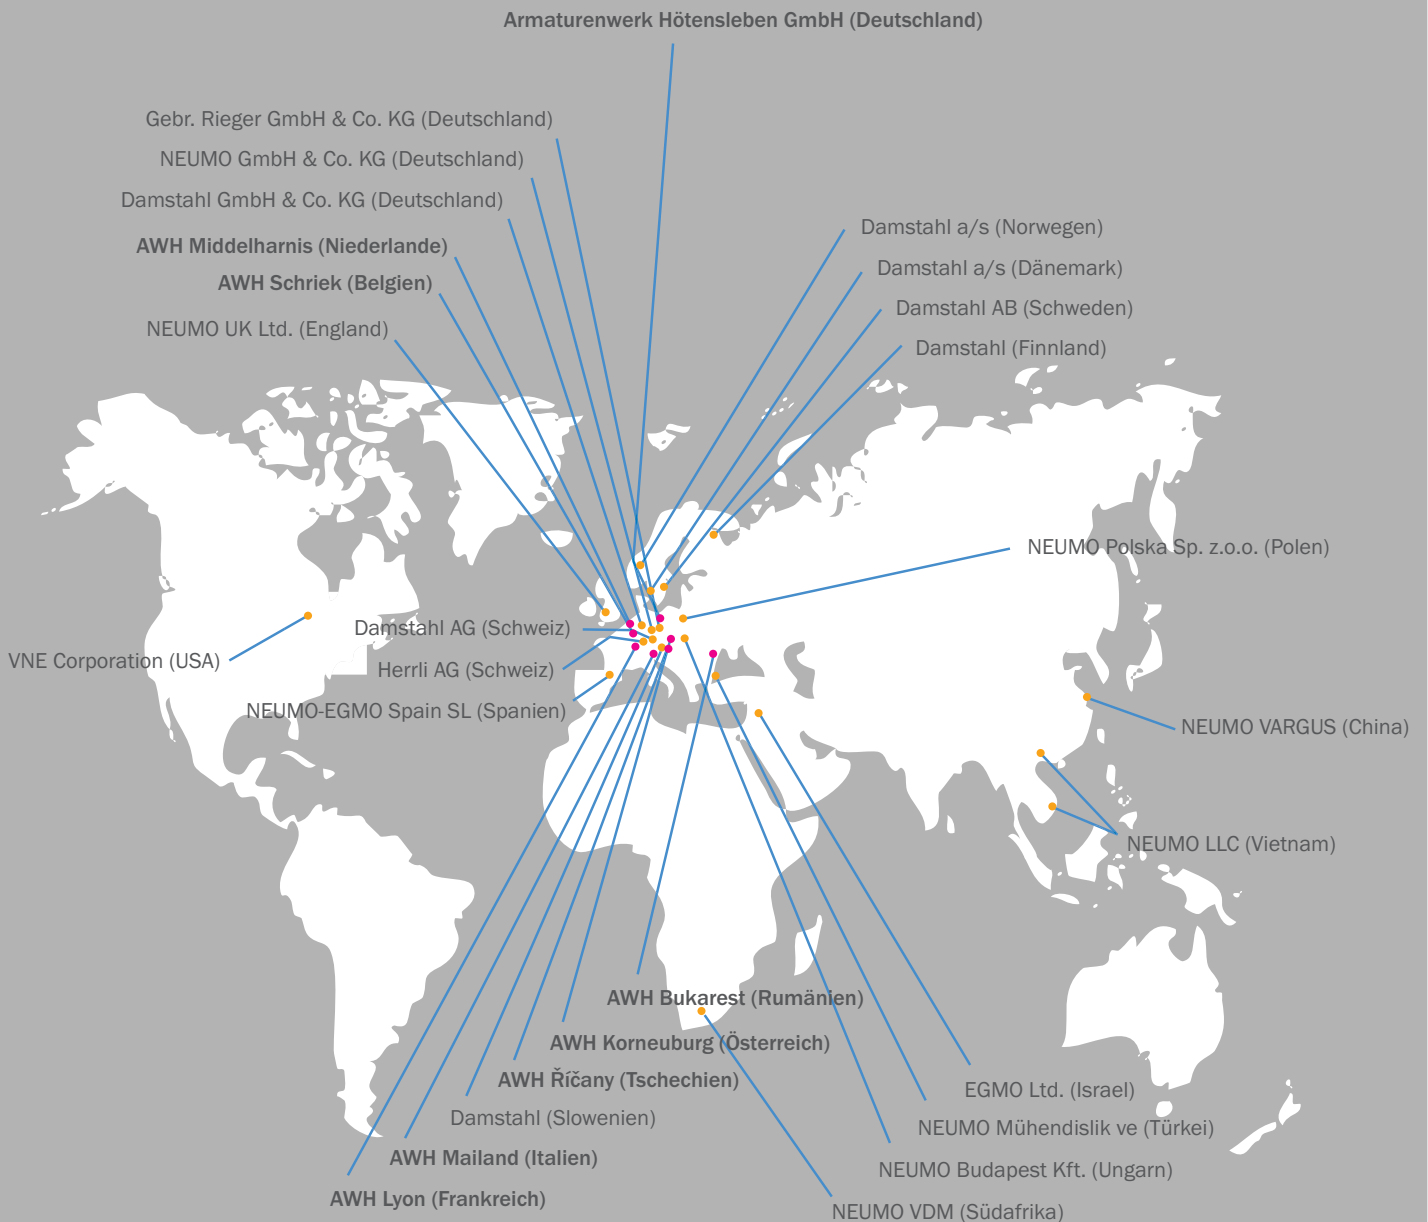 Armaturenwerk Hötensleben GmbH (Deutschland)
Gebr. Rieger GmbH & Co. KG (Deutschland)
NEUMO GmbH & Co. KG (Deutschland)
Damstahl GmbH & Co. KG (Deutschland)
AWH Middelharnis (Niederlande)
AWH Schriek (Belgien)
NEUMO UK Ltd. (England)
Damstahl a/s (Norwegen)
Damstahl a/s (Dänemark)
Damstahl AB (Schweden)
Damstahl (Finnland)
NEUMO Polska Sp. z.o.o. (Polen)
Damstahl AG (Schweiz)
VNE Corporation (USA)
Herrli AG (Schweiz)
NEUMO-EGMO Spain SL (Spanien)
NEUMO VARGUS (China)
NEUMO LLC (Vietnam)
AWH Bukarest (Rumänien)
AWH Korneuburg (Österreich)
AWH Říčany (Tschechien)
Damstahl (Slowenien)
AWH Mailand (Italien)
AWH Lyon (Frankreich)
EGMO Ltd. (Israel)
NEUMO Mühendislik ve (Türkei)
NEUMO Budapest Kft. (Ungarn)
NEUMO VDM (Südafrika)